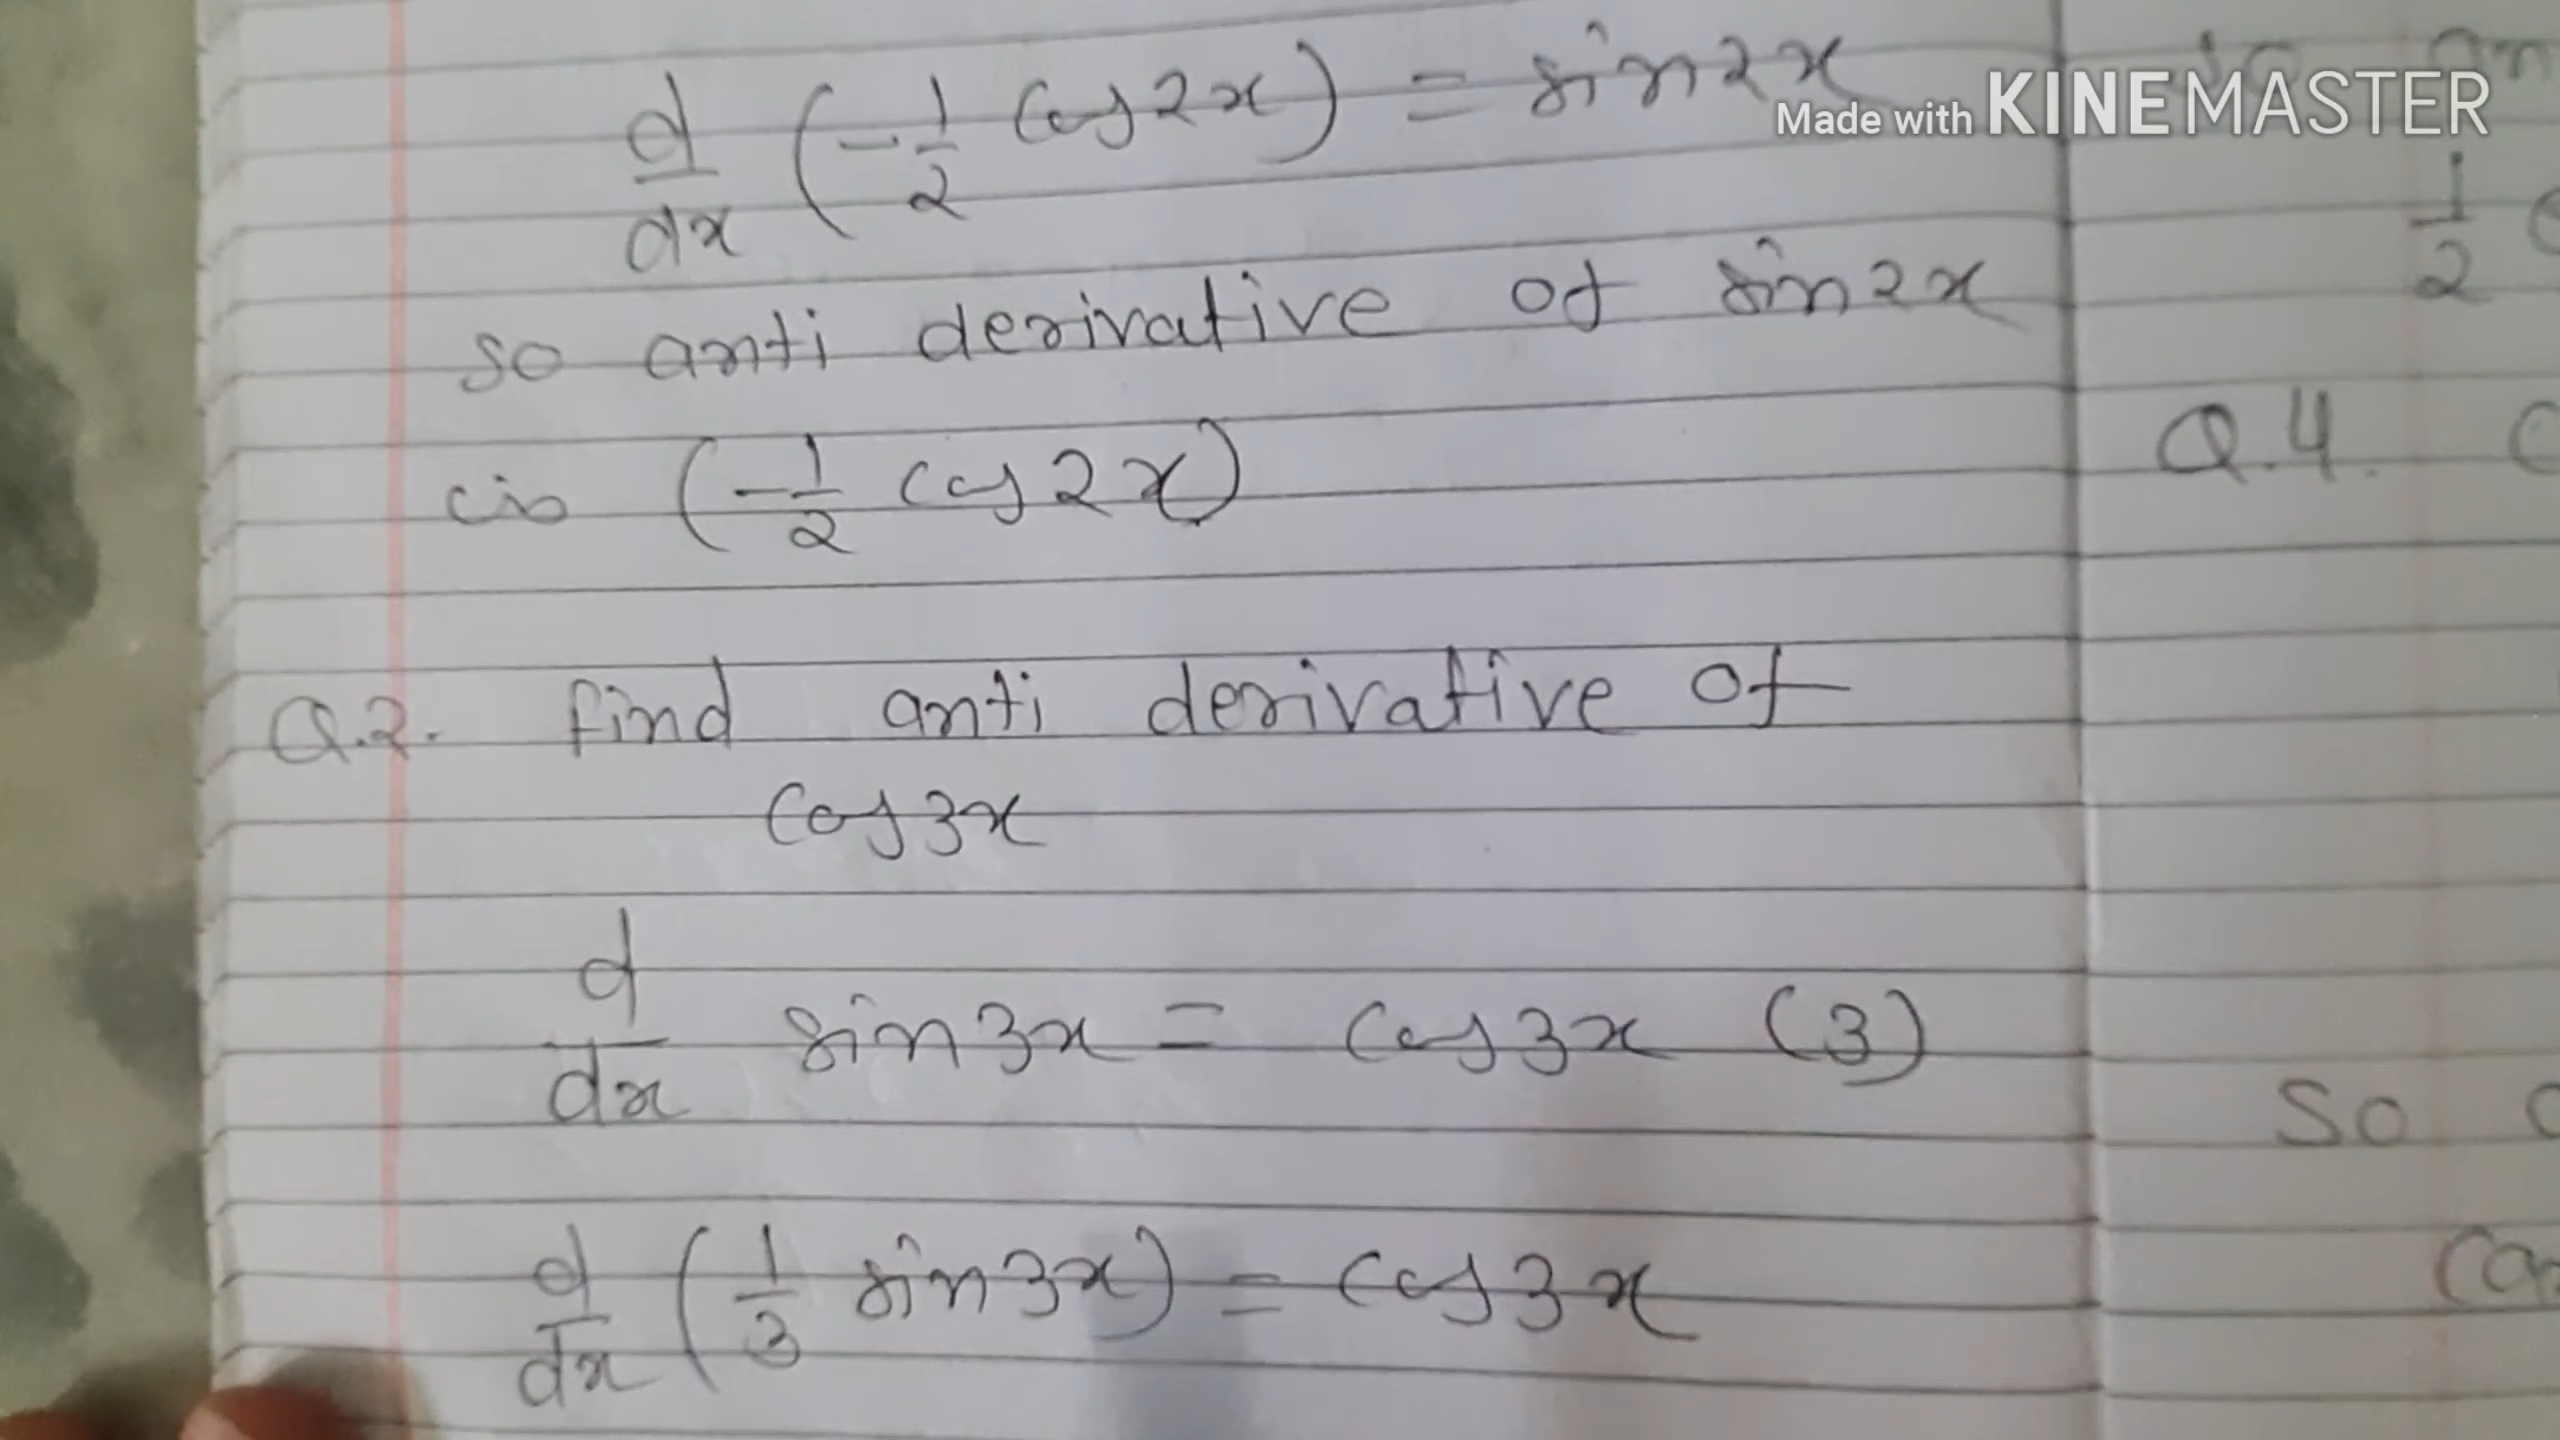 d/dx (-1/2 cos2x) = sin2x
so anti derivative of sin2x
is (-1/2 cos2x)
Q.2. find anti derivative of
cos3x
d/dx sin3x = cos3x (3)
d/dx (1/3 sin3x) = cos3x
Made with KINEMASTER
1/2
Q.4.
So